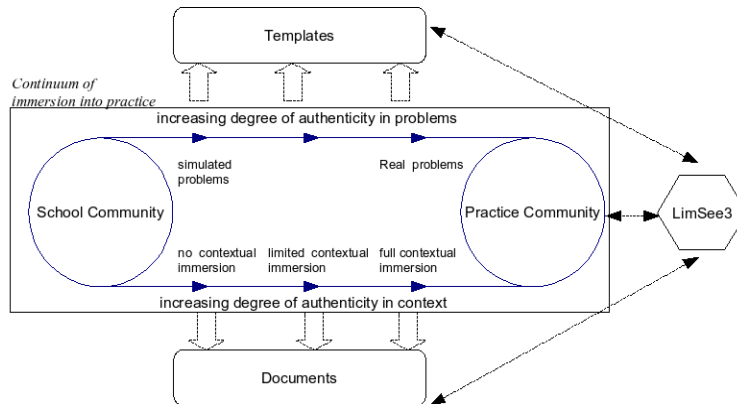 Templates
Continuum of
immersion into practice
increasing degree of authenticity in problems
simulated
problems
Real problems
School Community
Practice Community
LimSee3
no contextual
immersion
limited contextual
immersion
full contextual
immersion
increasing degree of authenticity in context
Documents